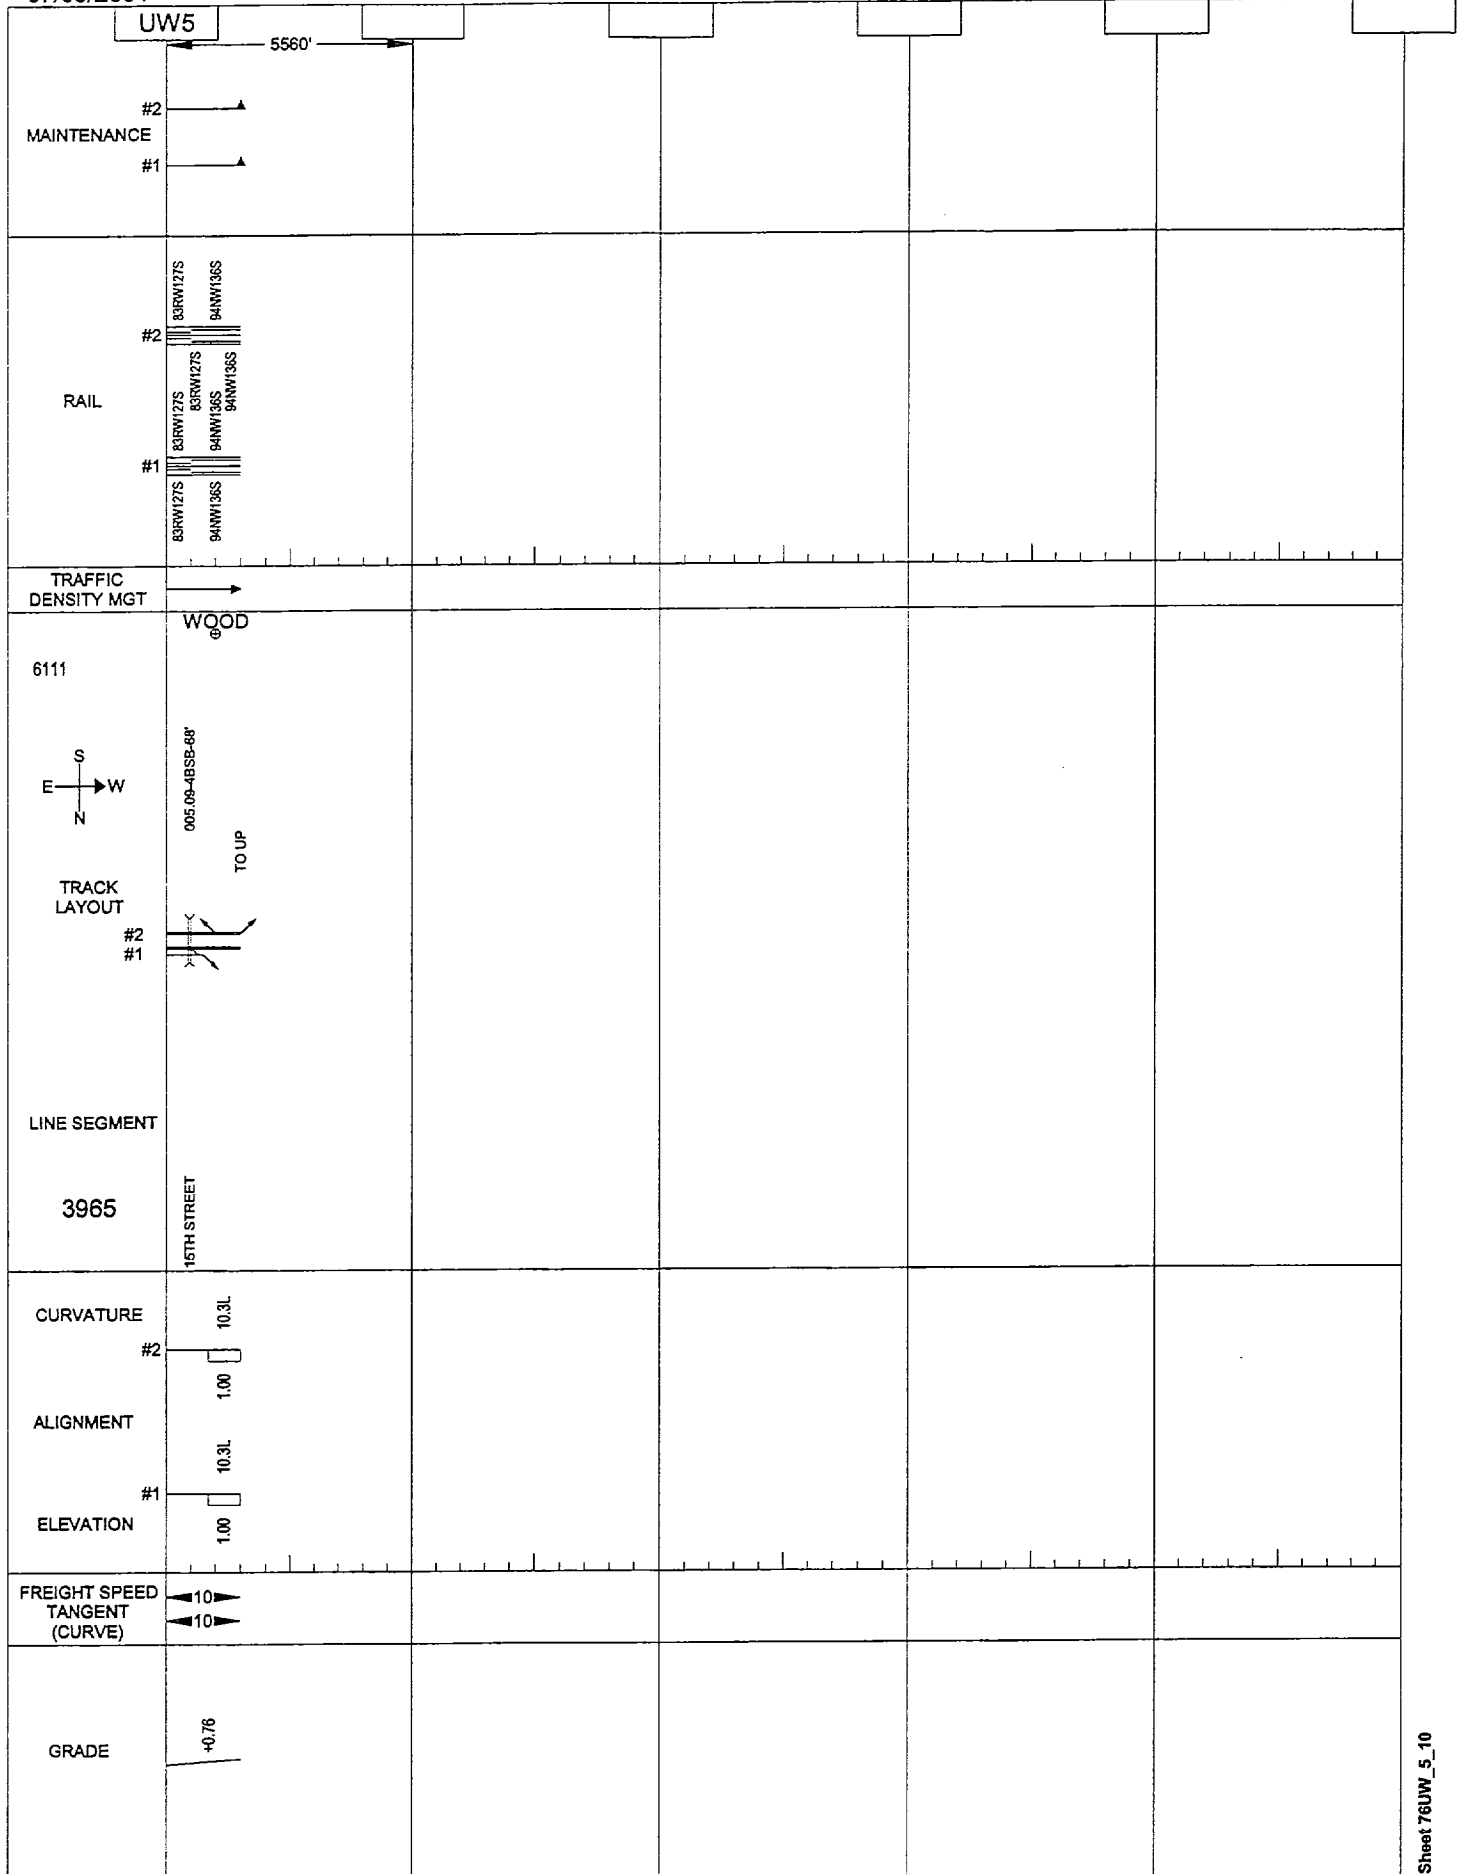 UW5
5560'
#2
MAINTENANCE
#1
83RW127S
94NW136S
#2
83RW127S
94NW136S
RAIL
83RW127S
94NW136S
#1
83RW127S
94NW136S
TRAFFIC
DENSITY MGT
WOOD
6111
005.09-4BSB-68'
S
E W
N
TO UP
TRACK
LAYOUT
#2
#1
LINE SEGMENT
3965
15TH STREET
CURVATURE
10.3L
#2
1.00
ALIGNMENT
10.3L
#1
ELEVATION
1.00
FREIGHT SPEED
TANGENT
(CURVE)
10
10
GRADE
+0.76
Sheet 76UW_5_10